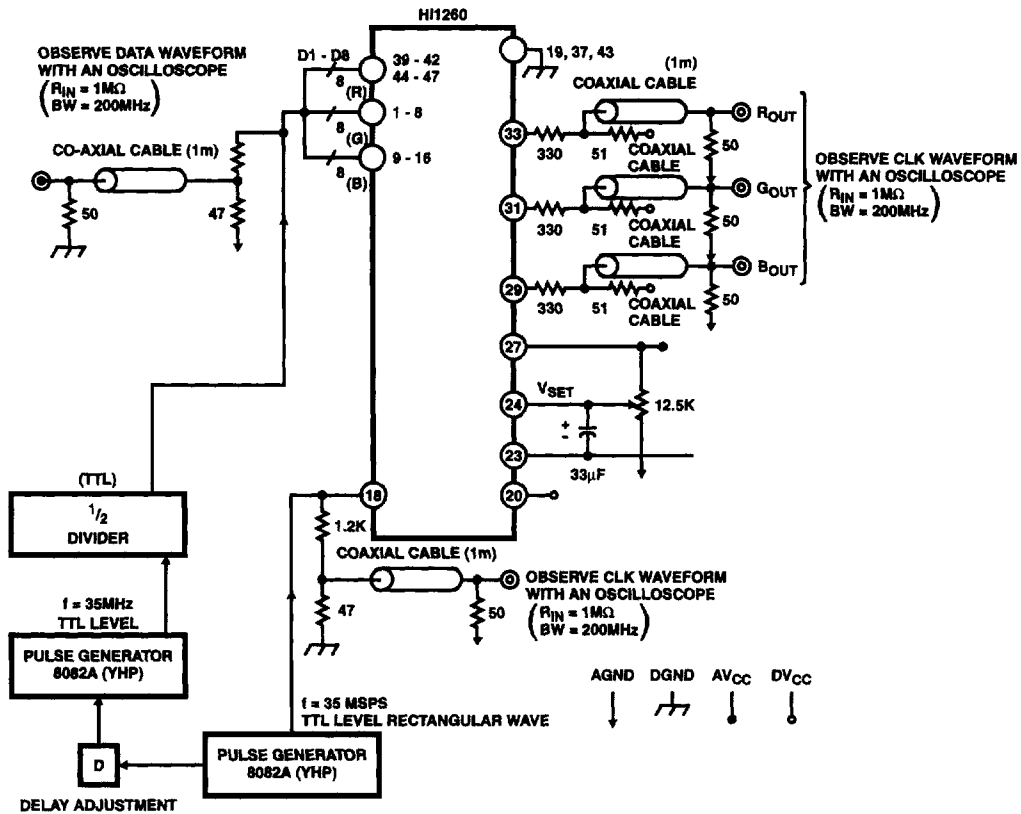 HI1260
OBSERVE DATA WAVEFORM
WITH AN OSCILLOSCOPE
(RIN = 1MΩ
BW = 200MHz)
D1 - D8
39 - 42
44 - 47
8
(R)
1 - 8
8
(G)
9 - 16
8
(B)
CO-AXIAL CABLE (1m)
50
47
19, 37, 43
(1m)
COAXIAL CABLE
33
330
51
COAXIAL
CABLE
50
ROUT
31
330
51
COAXIAL
CABLE
50
GOUT
29
330
51
COAXIAL
CABLE
50
BOUT
OBSERVE CLK WAVEFORM
WITH AN OSCILLOSCOPE
(RIN = 1MΩ
BW = 200MHz)
27
VSET
24
12.5K
+
-
23
33µF
18
20
1.2K
COAXIAL CABLE (1m)
47
50
OBSERVE CLK WAVEFORM
WITH AN OSCILLOSCOPE
(RIN = 1MΩ
BW = 200MHz)
(TTL)
1/2
DIVIDER
f = 35MHz
TTL LEVEL
PULSE GENERATOR
8082A (YHP)
f = 35 MSPS
TTL LEVEL RECTANGULAR WAVE
PULSE GENERATOR
8082A (YHP)
D
DELAY ADJUSTMENT
AGND DGND AVCC DVCC